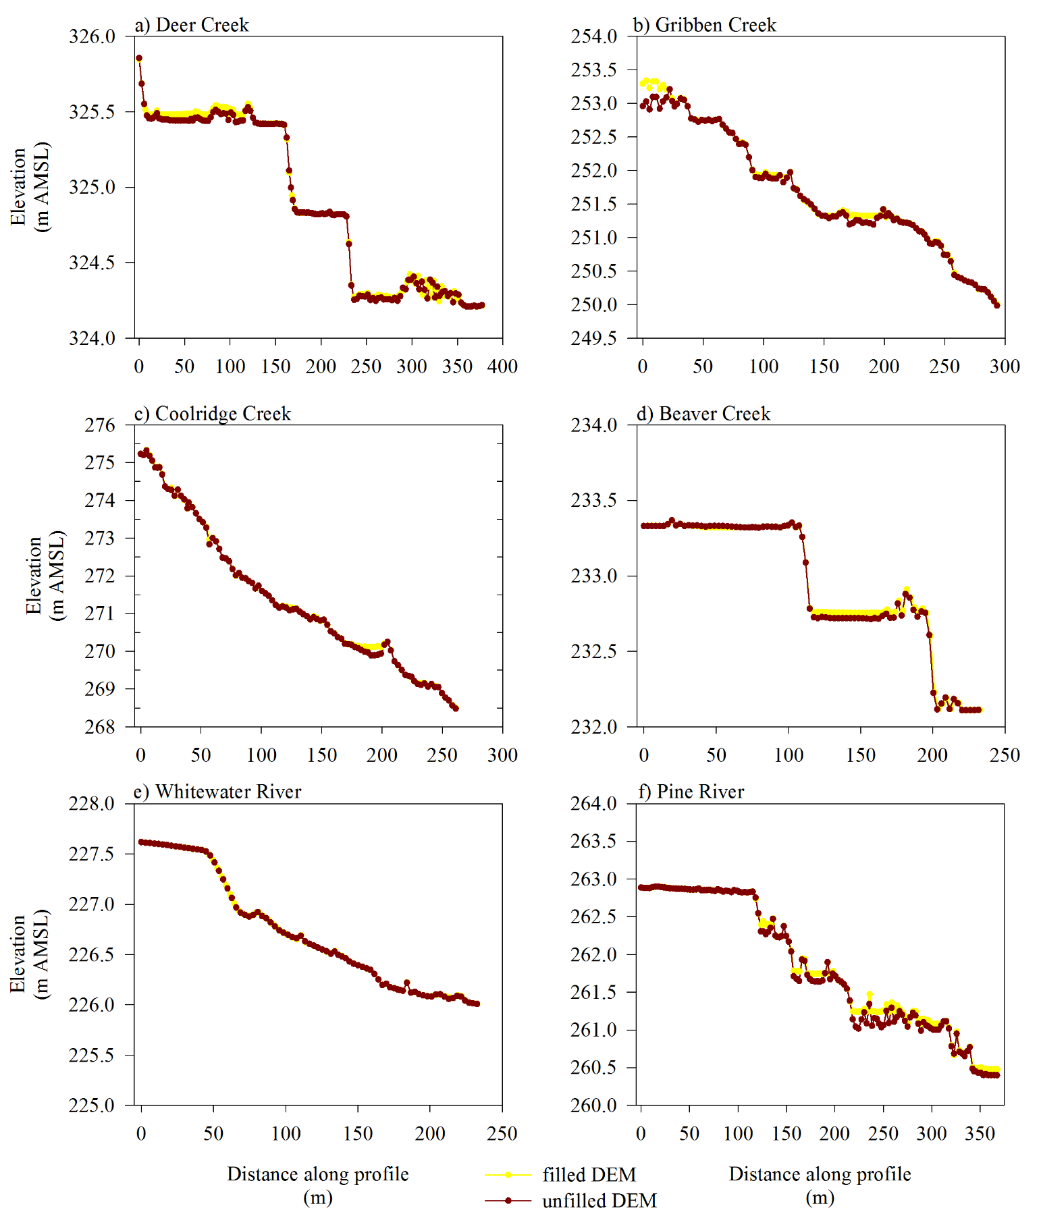 a) Deer Creek
b) Gribben Creek
326.0
325.5
325.0
324.5
324.0
Elevation
(m AMSL)
0 50 100 150 200 250 300 350 400
254.0
253.5
253.0
252.5
252.0
251.5
251.0
250.5
250.0
249.5
0 50 100 150 200 250 300
c) Coolridge Creek
d) Beaver Creek
276
275
274
273
272
271
270
269
268
Elevation
(m AMSL)
0 50 100 150 200 250 300
234.0
233.5
233.0
232.5
232.0
0 50 100 150 200 250
e) Whitewater River
f) Pine River
228.0
227.5
227.0
226.5
226.0
225.5
225.0
Elevation
(m AMSL)
0 50 100 150 200 250
264.0
263.5
263.0
262.5
262.0
261.5
261.0
260.5
260.0
0 50 100 150 200 250 300 350
Distance along profile
(m)
filled DEM
unfilled DEM
Distance along profile
(m)